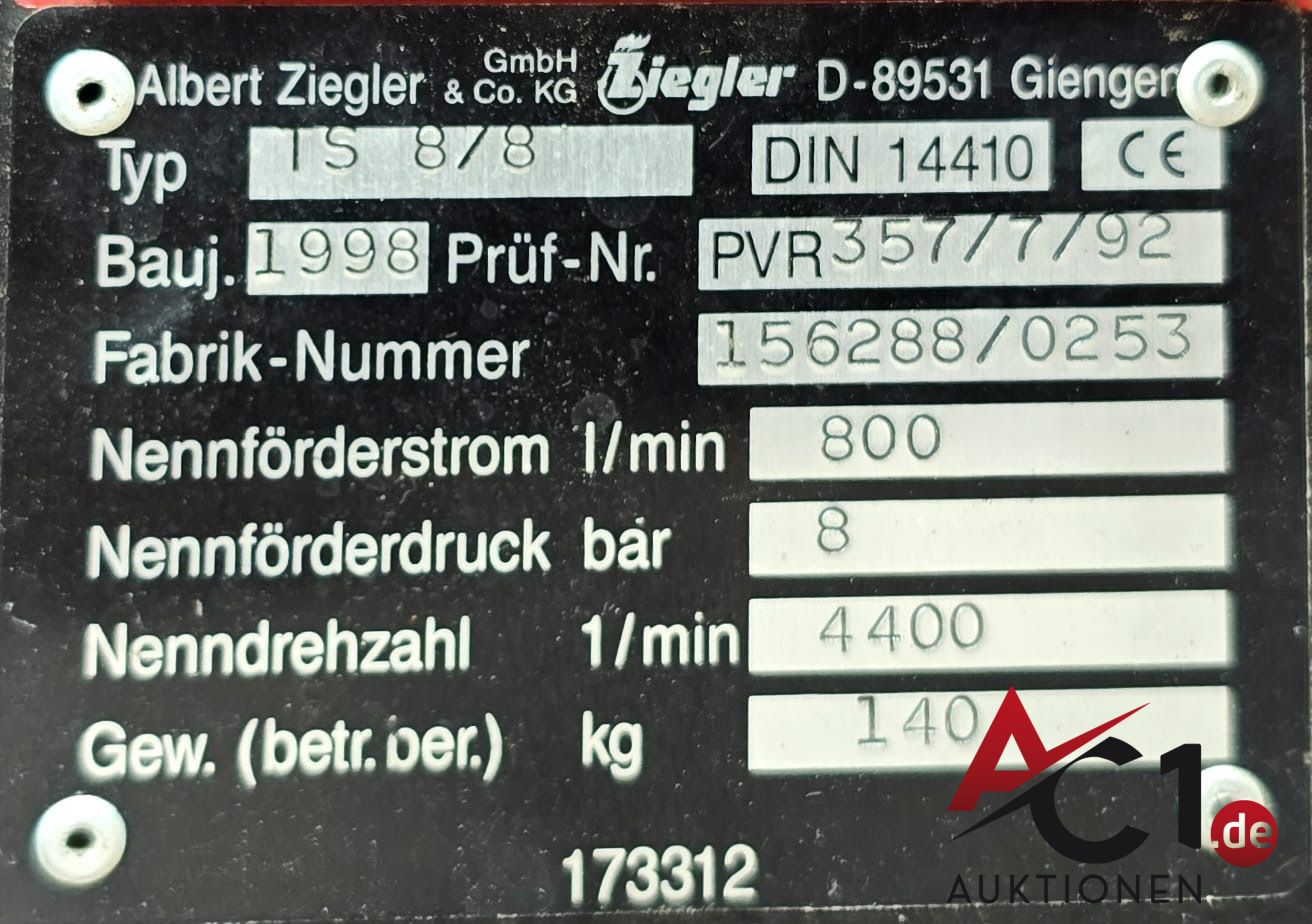 Albert Ziegler GmbH & Co. KG Ziegler D-89531 Giengen
Typ TS 8/8 DIN 14410 CE
Bauj. 1998 Prüf-Nr. PVR 357/7/92
Fabrik-Nummer 156288/0253
Nennförderstrom l/min 800
Nennförderdruck bar 8
Nenndrehzahl 1/min 4400
Gew. (betr. ber.) kg 140
173312
AC1.de
AUKTIONEN